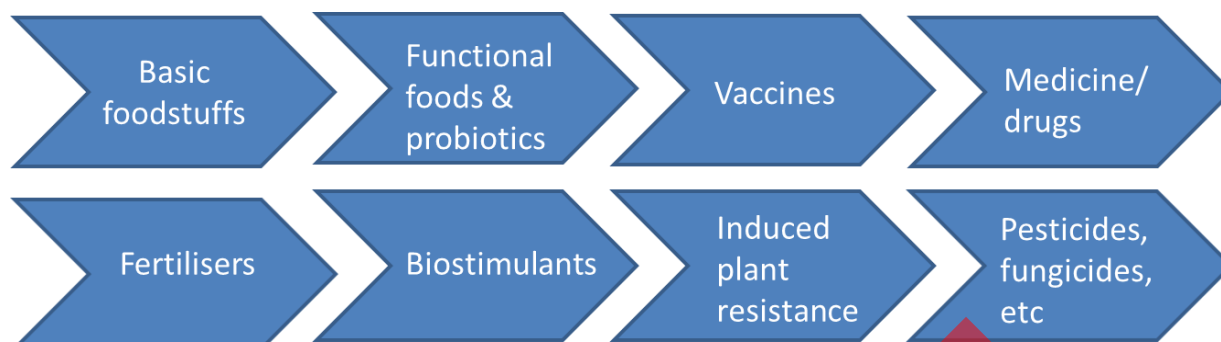 Basic
foodstuffs
Functional
foods &
probiotics
Vaccines
Medicine/
drugs
Fertilisers
Biostimulants
Induced
plant
resistance
Pesticides,
fungicides,
etc